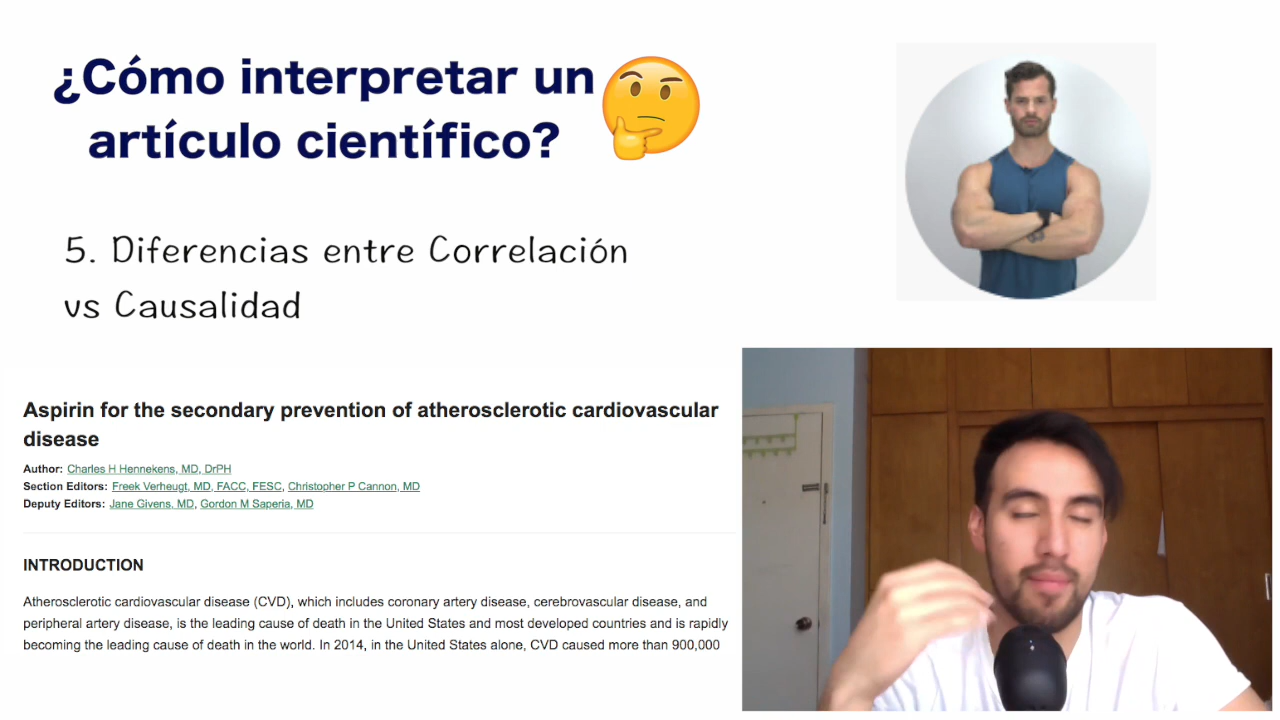 ¿Cómo interpretar un
artículo científico?
5. Diferencias entre Correlación
vs Causalidad
Aspirin for the secondary prevention of atherosclerotic cardiovascular
disease
Author: Charles H Hennekens, MD, DrPH
Section Editors: Freek Verheugt, MD, FACC, FESC, Christopher P Cannon, MD
Deputy Editors: Jane Givens, MD, Gordon M Saperia, MD
INTRODUCTION
Atherosclerotic cardiovascular disease (CVD), which includes coronary artery disease, cerebrovascular disease, and
peripheral artery disease, is the leading cause of death in the United States and most developed countries and is rapidly
becoming the leading cause of death in the world. In 2014, in the United States alone, CVD caused more than 900,000